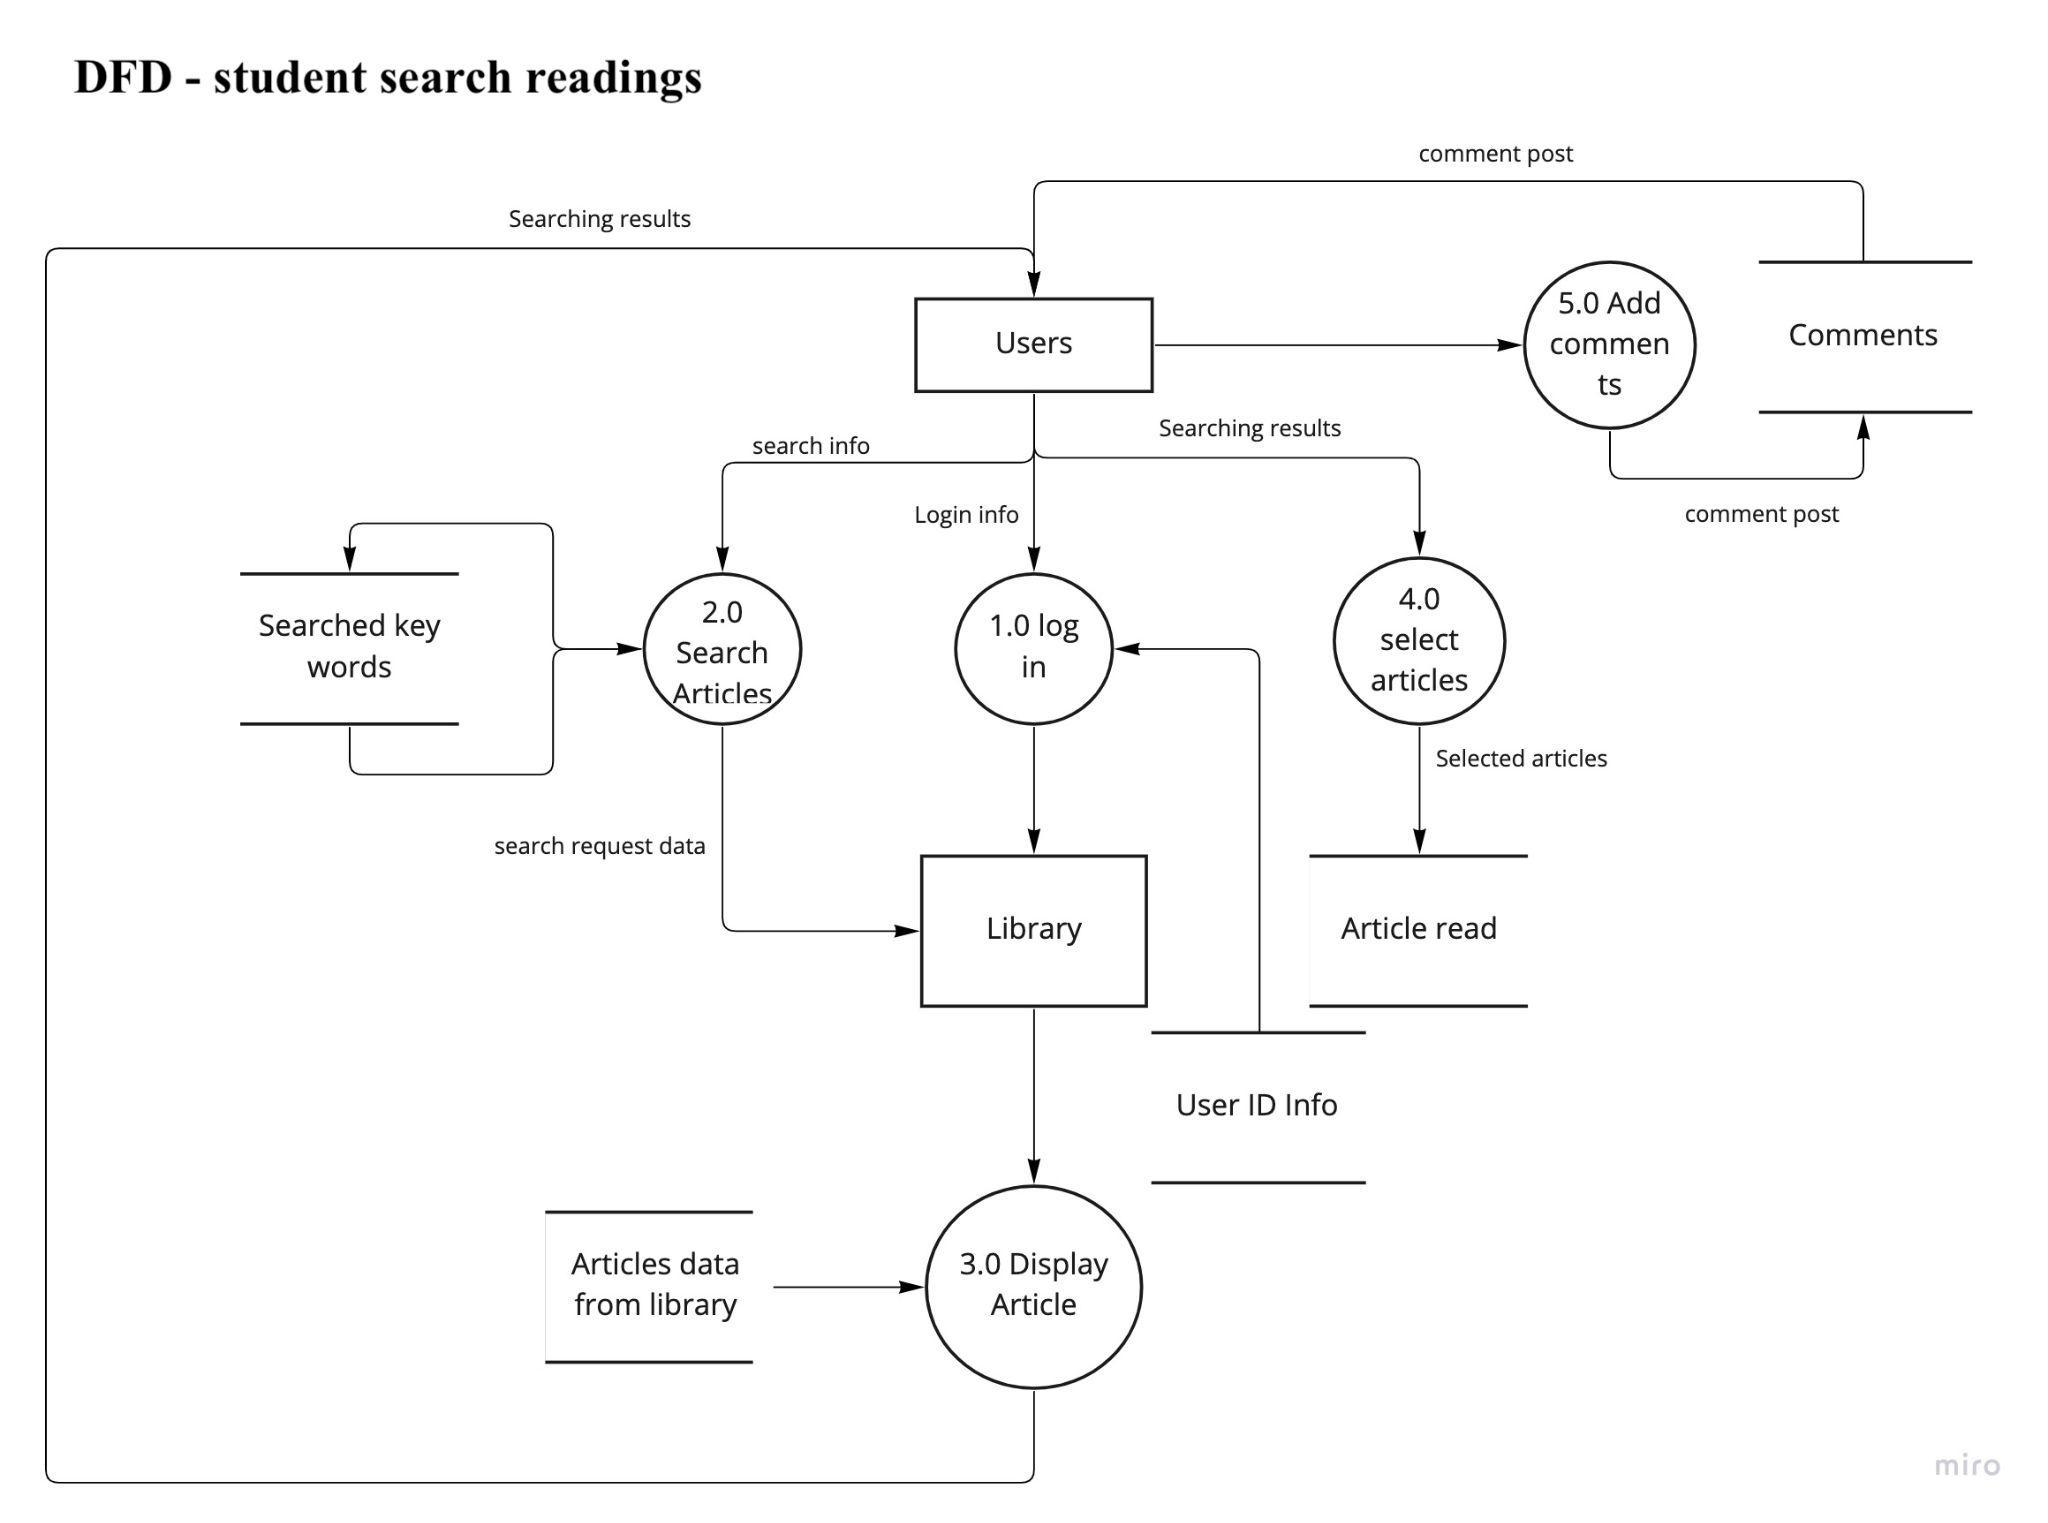 DFD - student search readings
comment post
Searching results
Users
5.0 Add
commen
ts
Comments
search info
Searching results
Login info
comment post
Searched key
words
2.0
Search
Articles
1.0 log
in
4.0
select
articles
Selected articles
search request data
Library
Article read
User ID Info
Articles data
from library
3.0 Display
Article
miro